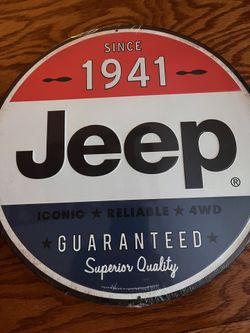 SINCE
1941
Jeep®
ICONIC ★ RELIABLE ★ 4WD
★ GUARANTEED ★
Superior Quality